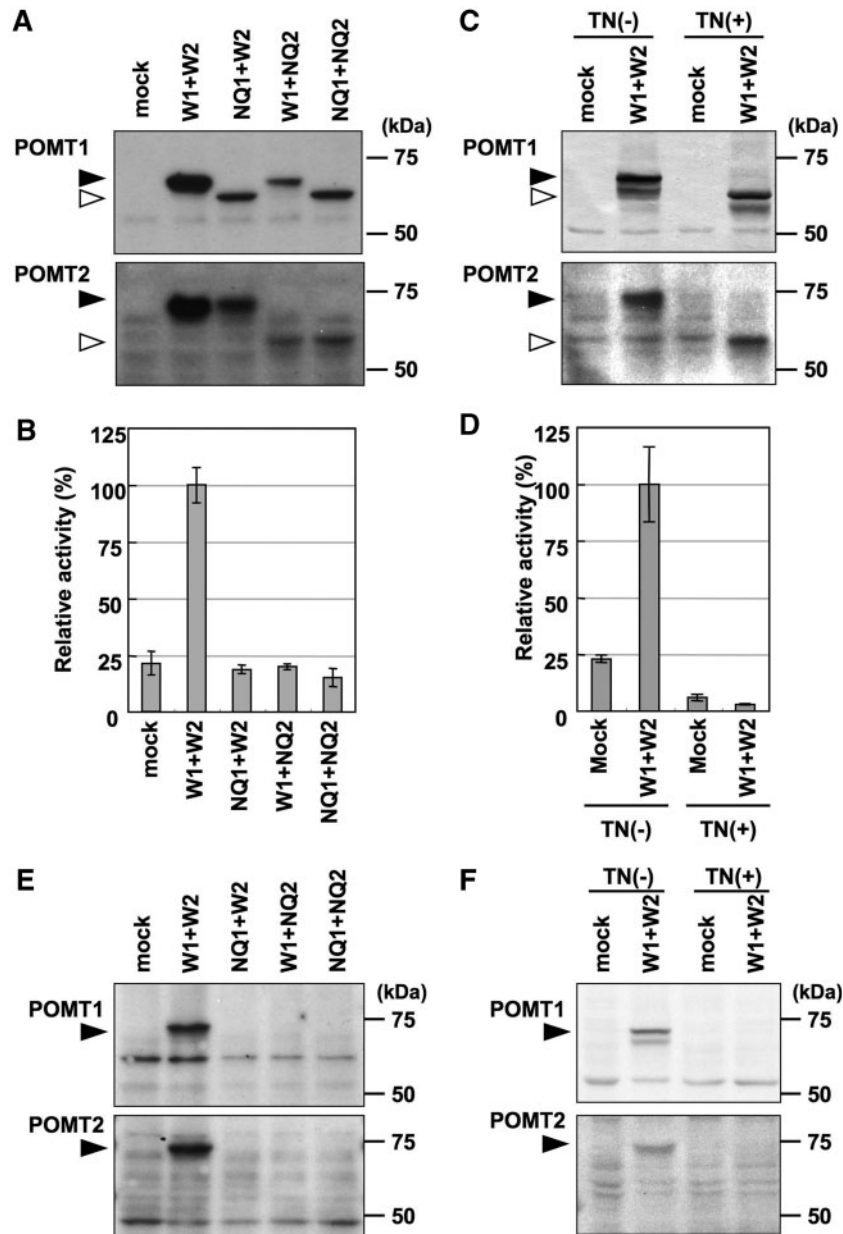 A
mock
W1+W2
NQ1+W2
W1+NQ2
NQ1+NQ2
(kDa)
POMT1
75
50
POMT2
75
50
B
Relative activity (%)
125
100
75
50
25
0
mock
W1+W2
NQ1+W2
W1+NQ2
NQ1+NQ2
C
TN(-)
TN(+)
mock
W1+W2
mock
W1+W2
(kDa)
POMT1
75
50
POMT2
75
50
D
Relative activity (%)
125
100
75
50
25
0
Mock
W1+W2
Mock
W1+W2
TN(-)
TN(+)
E
mock
W1+W2
NQ1+W2
W1+NQ2
NQ1+NQ2
(kDa)
POMT1
75
50
POMT2
75
50
F
TN(-)
TN(+)
mock
W1+W2
mock
W1+W2
(kDa)
POMT1
75
50
POMT2
75
50